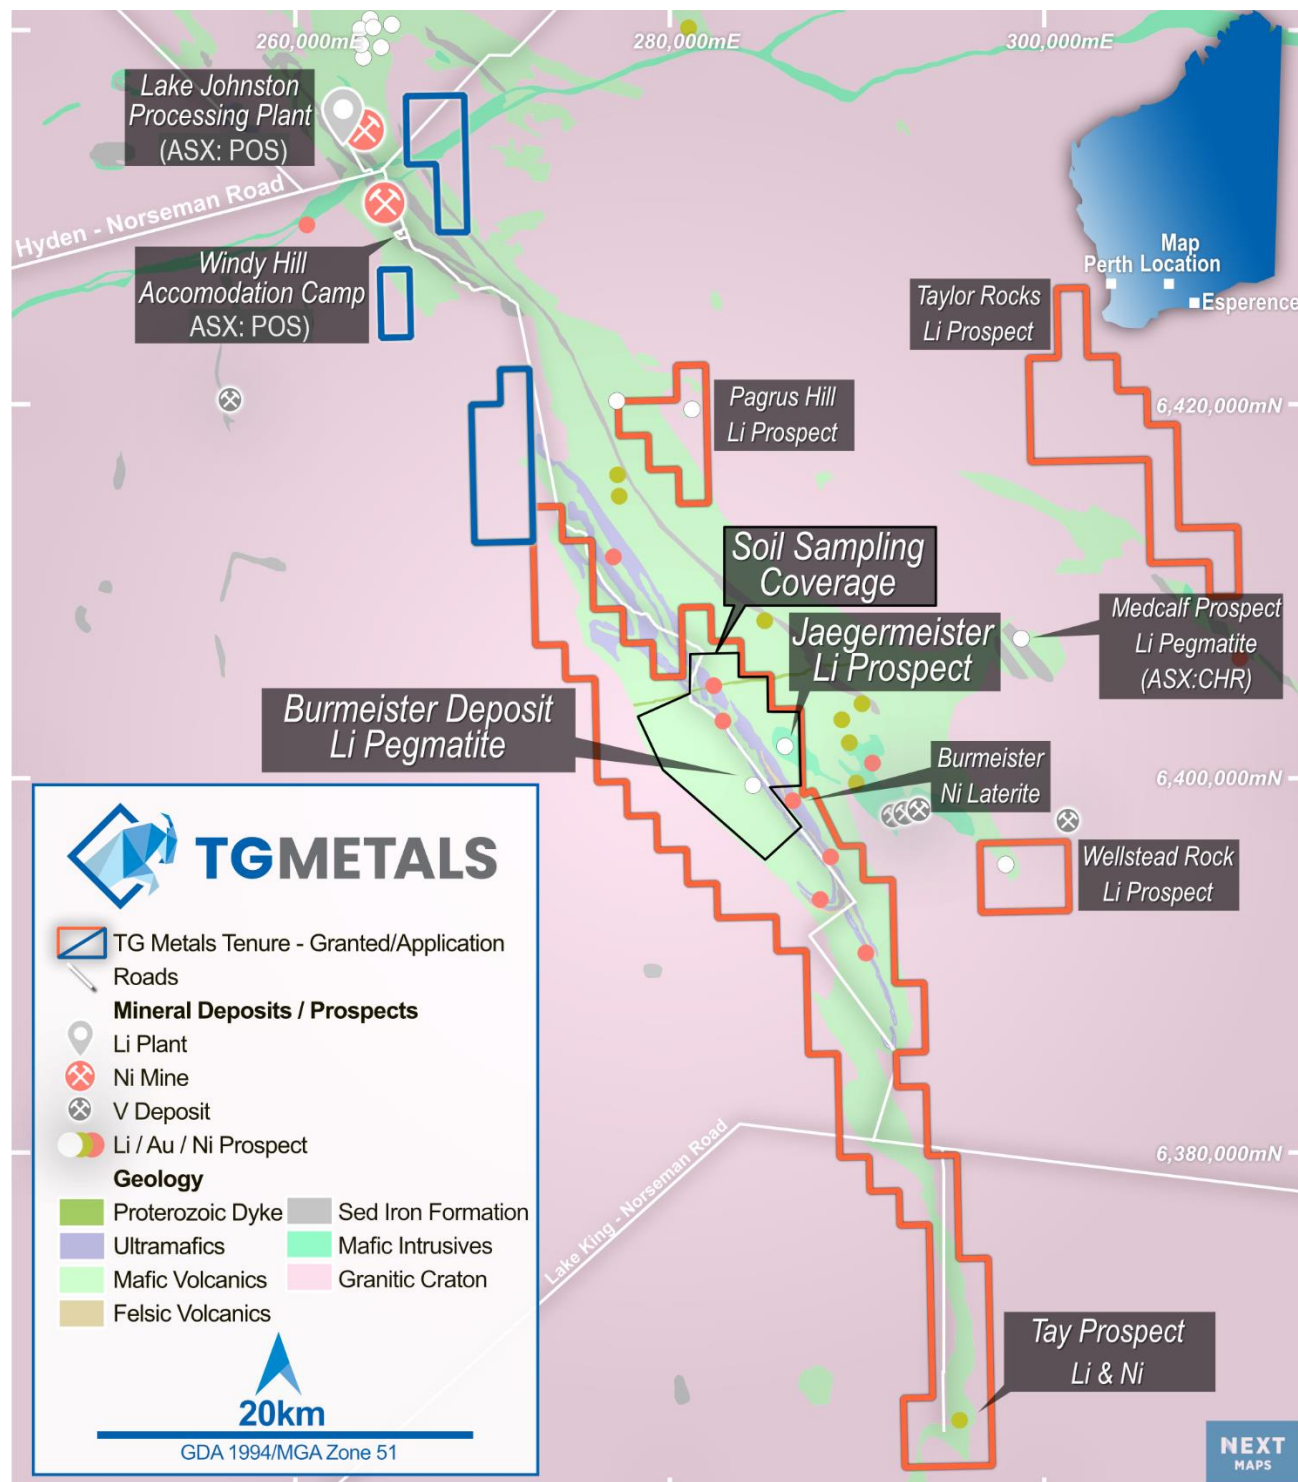 260,000mE
280,000mE
300,000mE
Lake Johnston
Processing Plant
(ASX: POS)
Hyden - Norseman Road
Windy Hill
Accomodation Camp
ASX: POS)
Map
Perth Location
Esperence
Taylor Rocks
Li Prospect
Pagrus Hill
Li Prospect
6,420,000mN
Soil Sampling
Coverage
Jaegermeister
Li Prospect
Medcalf Prospect
Li Pegmatite
(ASX:CHR)
Burmeister Deposit
Li Pegmatite
Burmeister
Ni Laterite
6,400,000mN
Wellstead Rock
Li Prospect
TGMETALS
TG Metals Tenure - Granted/Application
Roads
Mineral Deposits / Prospects
Li Plant
Ni Mine
V Deposit
Li / Au / Ni Prospect
Geology
Proterozoic Dyke
Sed Iron Formation
Ultramafics
Mafic Intrusives
Mafic Volcanics
Granitic Craton
Felsic Volcanics
20km
GDA 1994/MGA Zone 51
6,380,000mN
Lake King - Norseman Road
Tay Prospect
Li & Ni
NEXT
MAPS